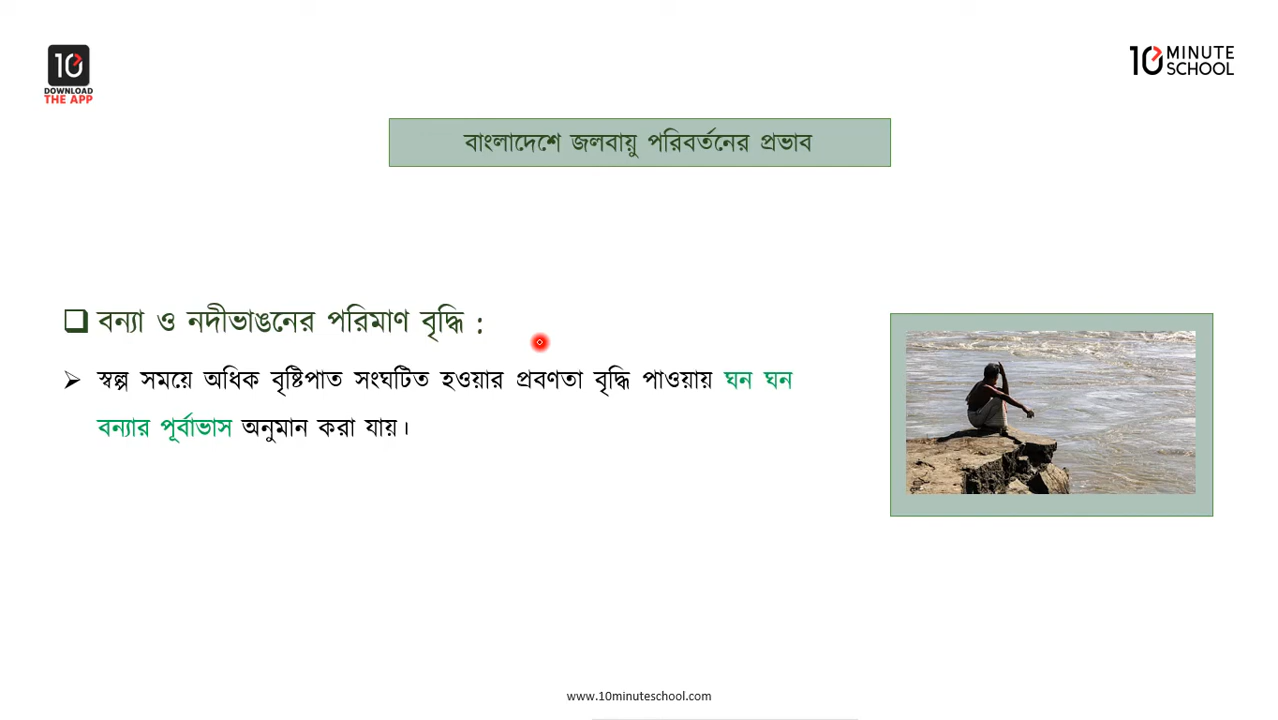 10
DOWNLOAD
THE APP
10 MINUTE
SCHOOL
বাংলাদেশে জলবায়ু পরিবর্তনের প্রভাব
বন্যা ও নদীভাঙনের পরিমাণ বৃদ্ধি :
স্বল্প সময়ে অধিক বৃষ্টিপাত সংঘটিত হওয়ার প্রবণতা বৃদ্ধি পাওয়ায় ঘন ঘন
বন্যার পূর্বাভাস অনুমান করা যায়।
www.10minuteschool.com